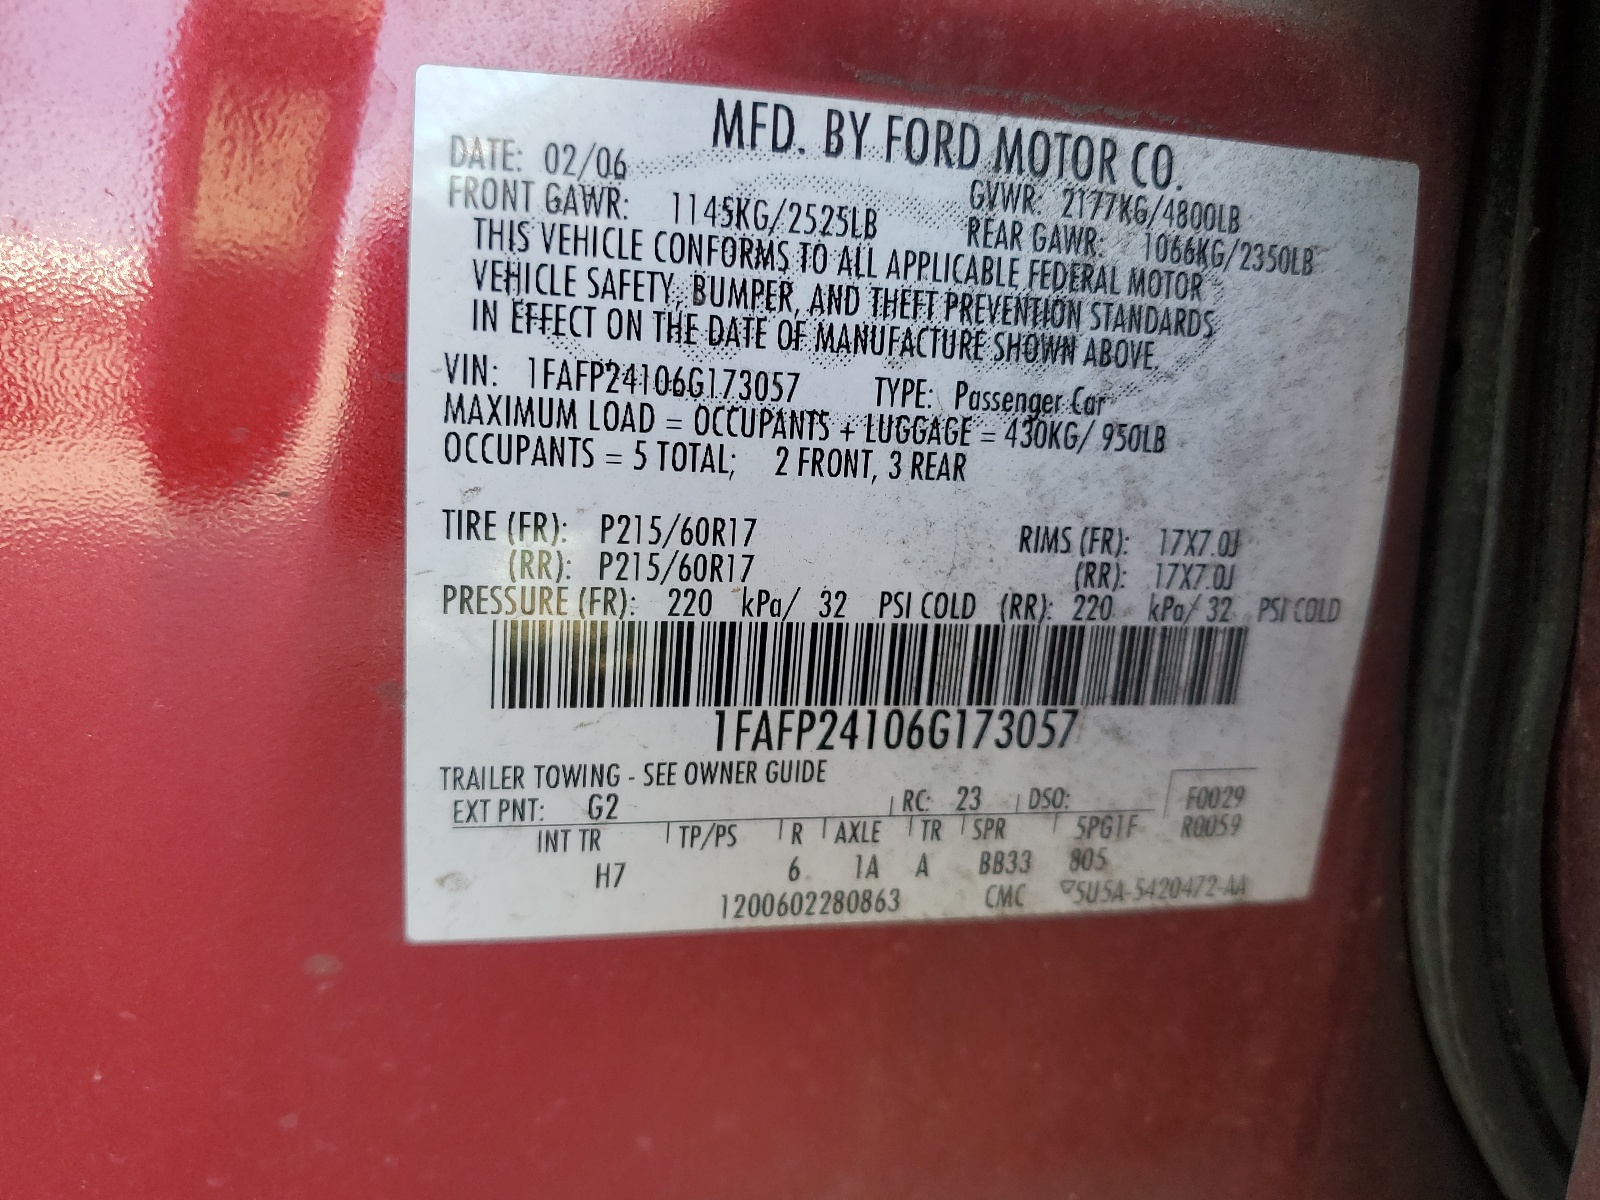 MFD. BY FORD MOTOR CO.
DATE: 02/06 GVWR: 2177KG/4800LB
FRONT GAWR: 1145KG/2525LB REAR GAWR: 1066KG/2350LB
THIS VEHICLE CONFORMS TO ALL APPLICABLE FEDERAL MOTOR
VEHICLE SAFETY, BUMPER, AND THEFT PREVENTION STANDARDS
IN EFFECT ON THE DATE OF MANUFACTURE SHOWN ABOVE.
VIN: 1FAFP24106G173057 TYPE: Passenger Car
MAXIMUM LOAD = OCCUPANTS + LUGGAGE = 430KG/ 950LB
OCCUPANTS = 5 TOTAL; 2 FRONT, 3 REAR
TIRE (FR): P215/60R17 RIMS (FR): 17X7.0J
(RR): P215/60R17 (RR): 17X7.0J
PRESSURE (FR): 220 kPa/ 32 PSI COLD (RR): 220 kPa/ 32 PSI COLD
1FAFP24106G173057
TRAILER TOWING - SEE OWNER GUIDE
EXT PNT: G2 RC: 23 DSO: F0029
INT TR TP/PS R AXLE TR SPR 5PG1F R0059
H7 6 1A A BB33 805
1200602280863 CMC 5U5A-5420472-AA